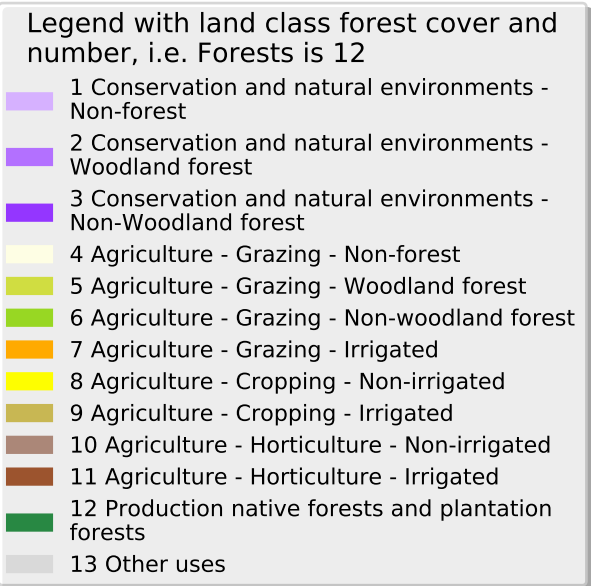 Legend with land class forest cover and
number, i.e. Forests is 12
1 Conservation and natural environments -
Non-forest
2 Conservation and natural environments -
Woodland forest
3 Conservation and natural environments -
Non-Woodland forest
4 Agriculture - Grazing - Non-forest
5 Agriculture - Grazing - Woodland forest
6 Agriculture - Grazing - Non-woodland forest
7 Agriculture - Grazing - Irrigated
8 Agriculture - Cropping - Non-irrigated
9 Agriculture - Cropping - Irrigated
10 Agriculture - Horticulture - Non-irrigated
11 Agriculture - Horticulture - Irrigated
12 Production native forests and plantation
forests
13 Other uses